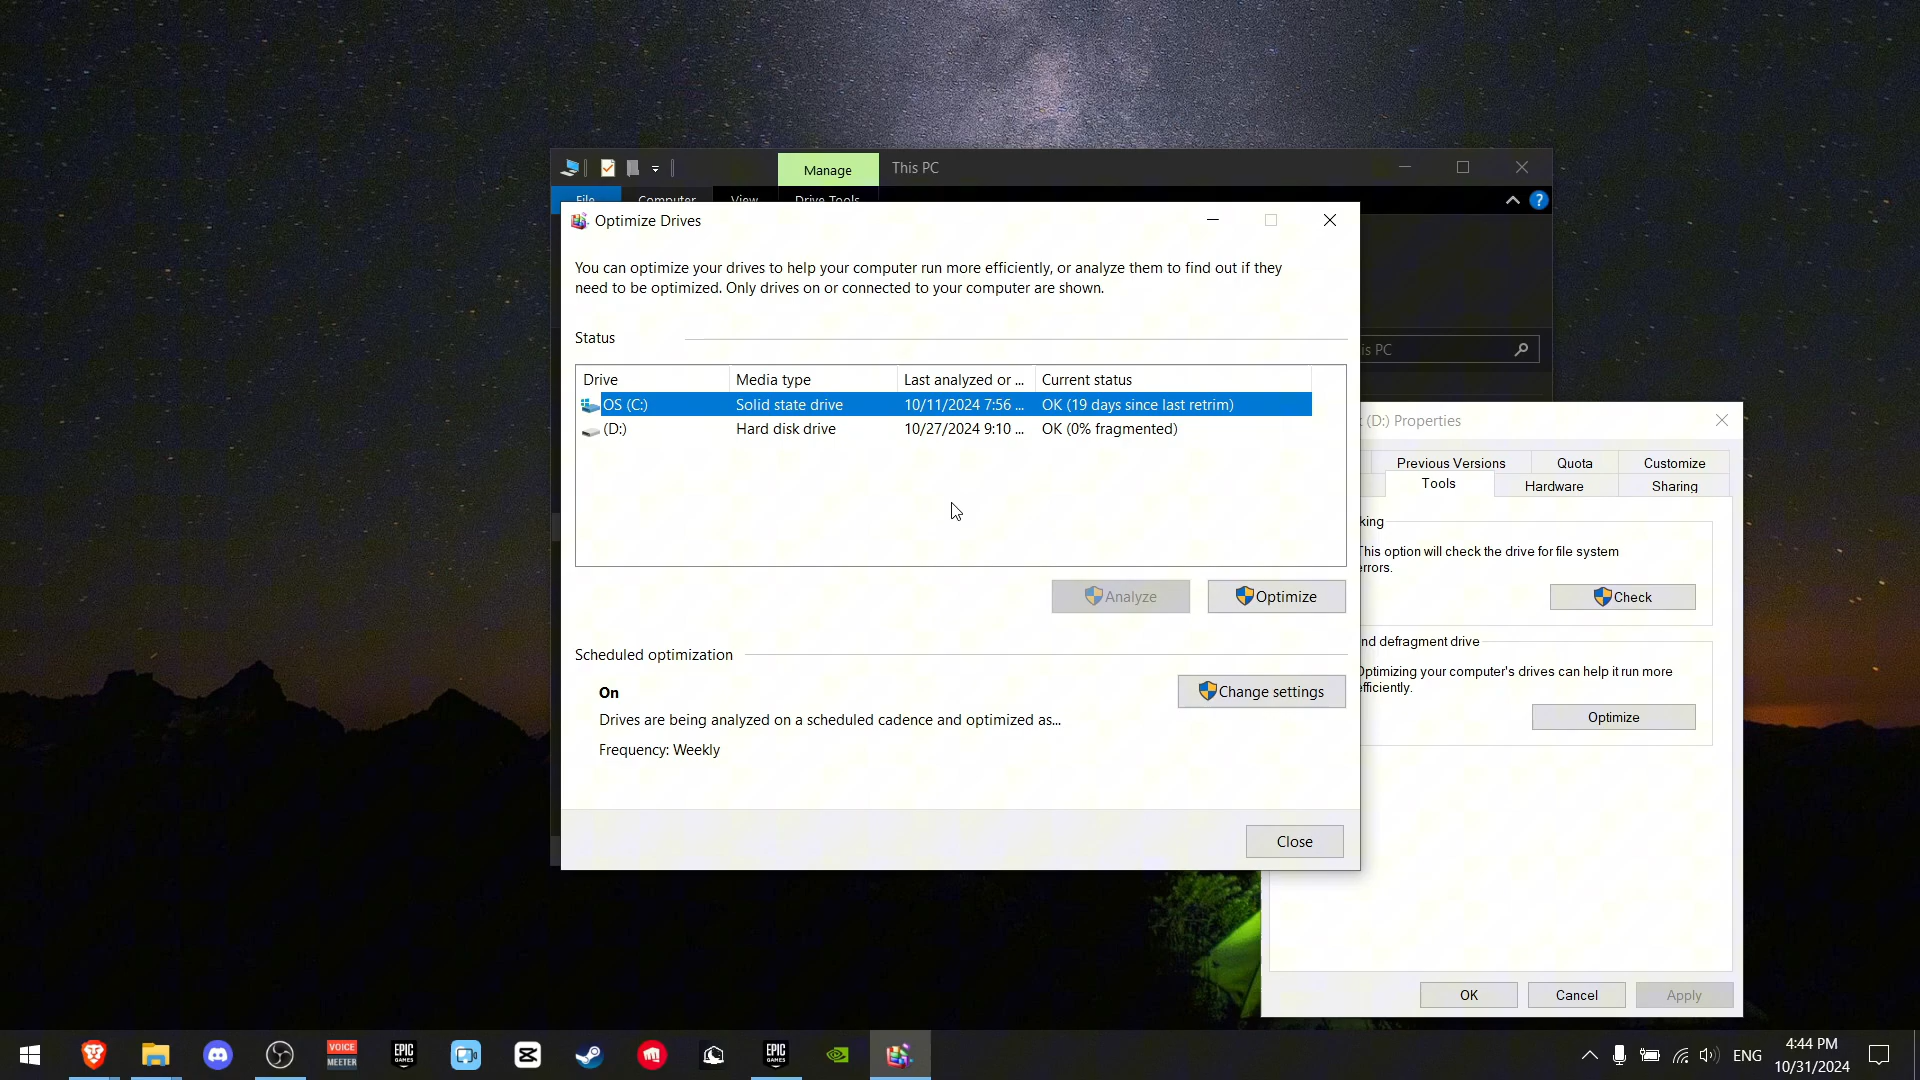 Manage
This PC
File
Computer
View
Drive Tools
Optimize Drives
You can optimize your drives to help your computer run more efficiently, or analyze them to find out if they
need to be optimized. Only drives on or connected to your computer are shown.
Status
Drive
Media type
Last analyzed or ...
Current status
OS (C:)
Solid state drive
10/11/2024 7:56 ...
OK (19 days since last retrim)
(D:)
Hard disk drive
10/27/2024 9:10 ...
OK (0% fragmented)
Analyze
Optimize
Scheduled optimization
On
Drives are being analyzed on a scheduled cadence and optimized as...
Frequency: Weekly
Change settings
Close
is PC
(D:) Properties
Previous Versions
Quota
Customize
Tools
Hardware
Sharing
king
This option will check the drive for file system
errors.
Check
nd defragment drive
Optimizing your computer's drives can help it run more
efficiently.
Optimize
OK
Cancel
Apply
VOICE
MEETER
EPIC
GAMES
EPIC
GAMES
ENG
4:44 PM
10/31/2024